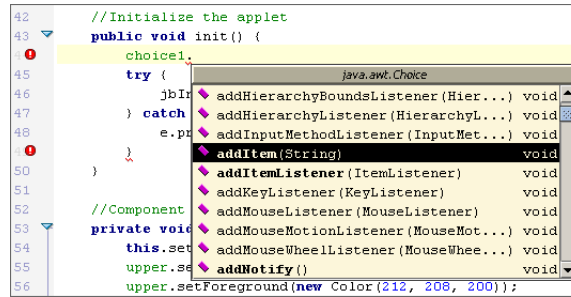 42 //Initialize the applet
43 public void init() {
4 choice1.
45 try {
java.awt.Choice
46 jbIn
addHierarchyBoundsListener(Hier...) void
47 } catch
addHierarchyListener(HierarchyL...) void
48 e.pr
addInputMethodListener(InputMet...) void
4 }
addItem(String) void
50 }
addItemListener(ItemListener) void
51
addKeyListener(KeyListener) void
52 //Component
addMouseListener(MouseListener) void
53 private void
addMouseMotionListener(MouseMot...) void
54 this.set
addMouseWheelListener(MouseWhee...) void
55 upper.se
addNotify() void
56 upper.setForeground(new Color(212, 208, 200));